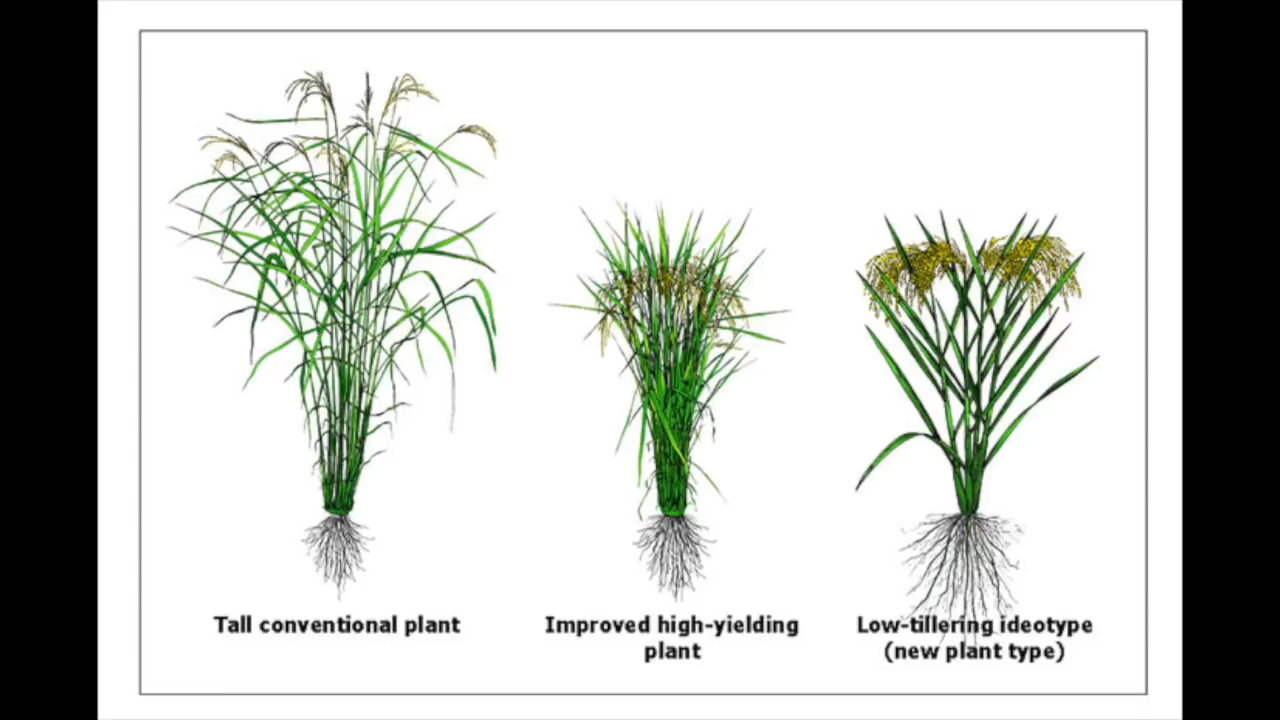 Tall conventional plant
Improved high-yielding
plant
Low-tillering ideotype
(new plant type)